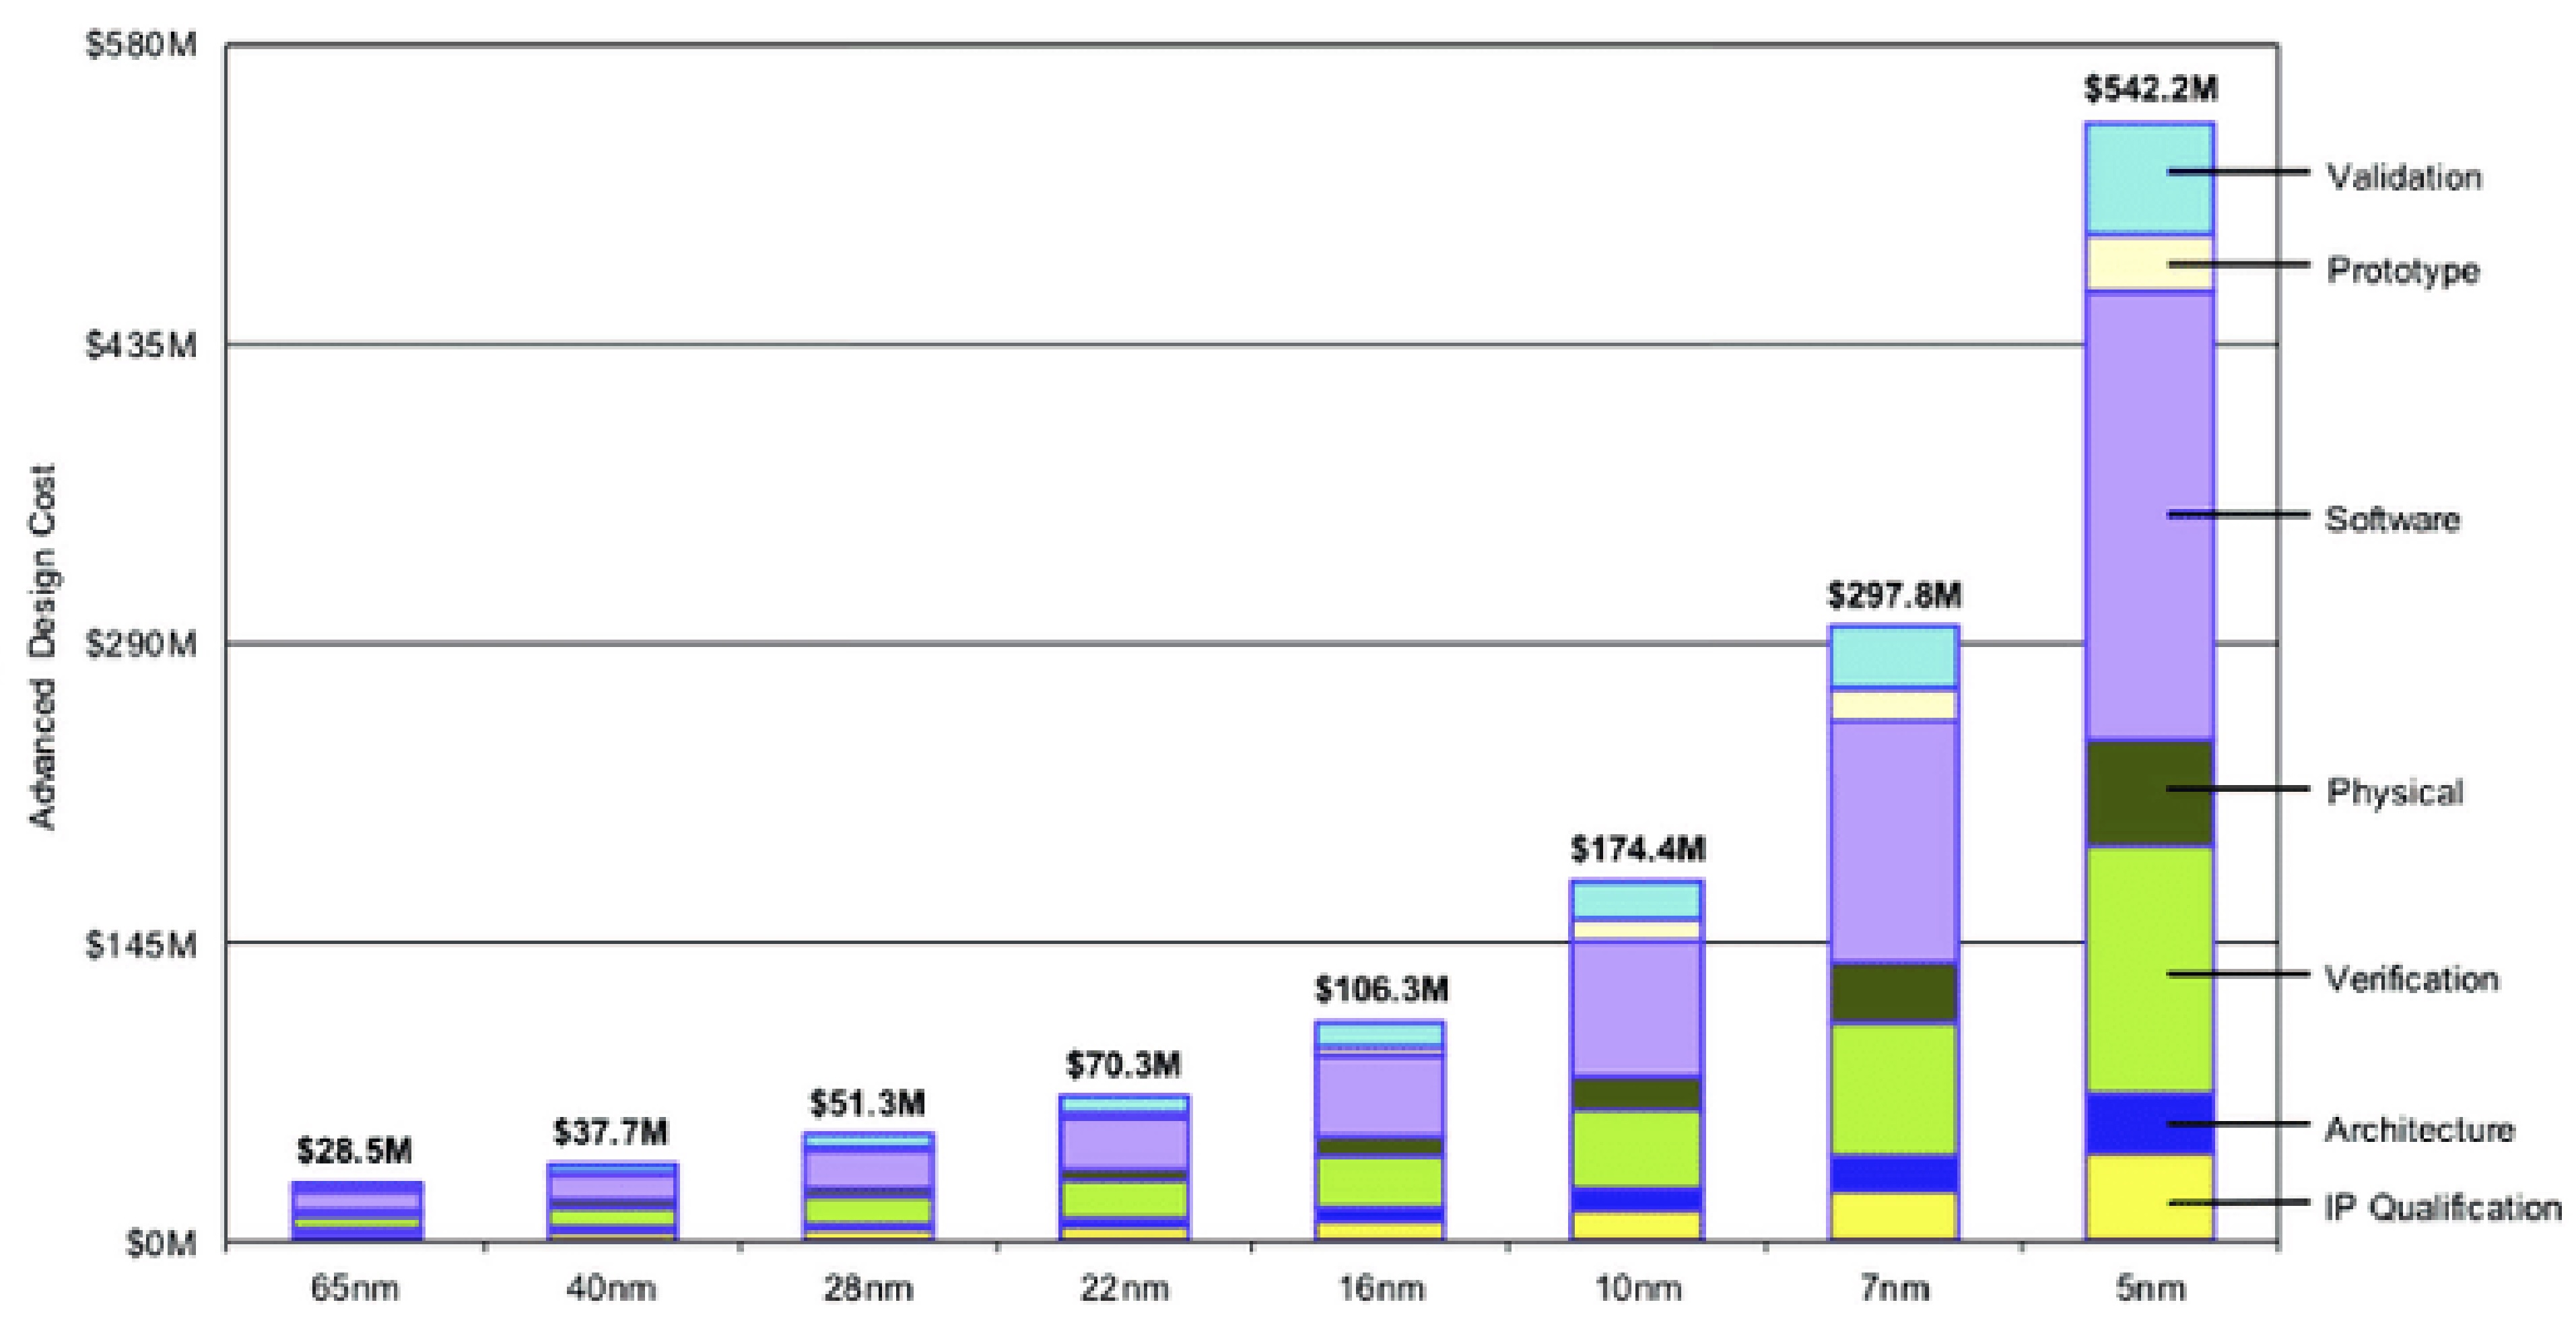 $580M
$542.2M
Validation
Prototype
$435M
Software
Advanced Design Cost
$297.8M
$290M
Physical
$174.4M
$145M
Verification
$106.3M
$70.3M
$51.3M
$37.7M
$28.5M
Architecture
IP Qualification
$0M
65nm
40nm
28nm
22nm
16nm
10nm
7nm
5nm